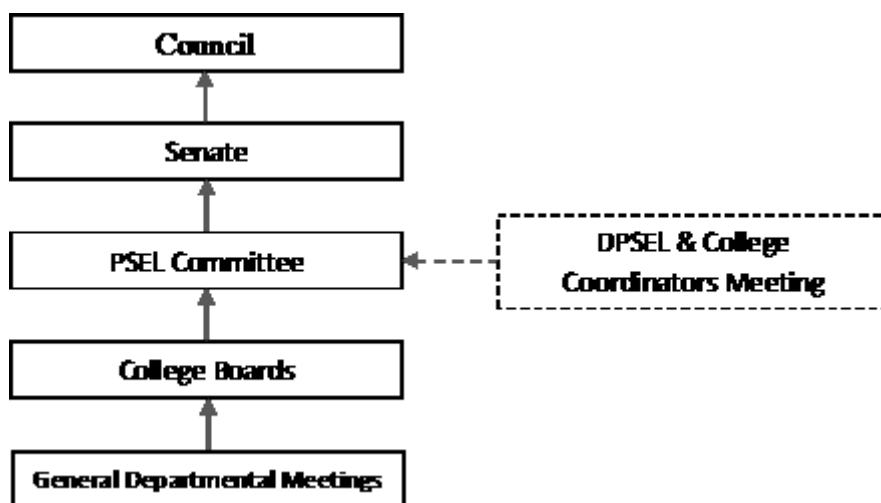 Council
Senate
PSEL Committee
DPSEL & College
Coordinators Meeting
College Boards
General Departmental Meetings